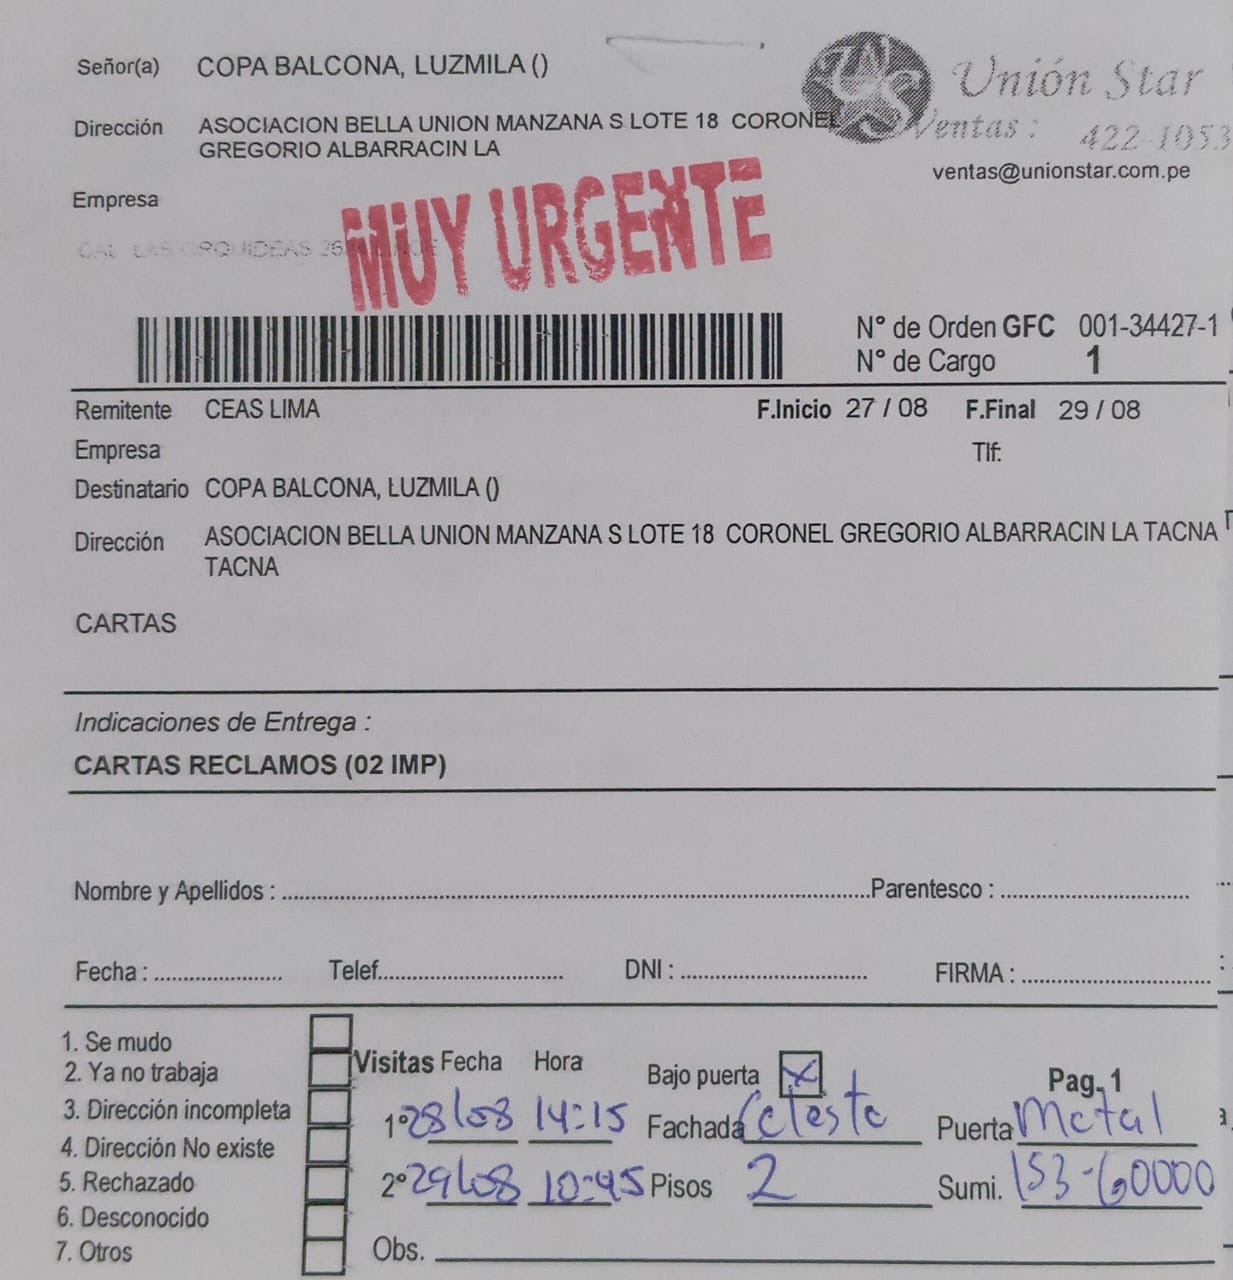 Señor(a) COPA BALCONA, LUZMILA ()
Dirección ASOCIACION BELLA UNION MANZANA S LOTE 18 CORONEL
GREGORIO ALBARRACIN LA
Unión Star
Ventas : 422-1053
ventas@unionstar.com.pe
Empresa
CAL LAS ORQUIDEAS
MUY URGENTE
N° de Orden GFC 001-34427-1
N° de Cargo 1
Remitente CEAS LIMA F.Inicio 27 / 08 F.Final 29 / 08
Empresa Tlf:
Destinatario COPA BALCONA, LUZMILA ()
Dirección ASOCIACION BELLA UNION MANZANA S LOTE 18 CORONEL GREGORIO ALBARRACIN LA TACNA
TACNA
CARTAS
Indicaciones de Entrega :
CARTAS RECLAMOS (02 IMP)
Nombre y Apellidos : Parentesco :
Fecha : Telef. DNI : FIRMA :
1. Se mudo
2. Ya no trabaja
3. Dirección incompleta
4. Dirección No existe
5. Rechazado
6. Desconocido
7. Otros
Visitas Fecha Hora Bajo puerta X Pag. 1
1° 28/08 14:15 Fachada Celeste Puerta Metal
2° 29/08 10:45 Pisos 2 Sumi. 153-60000
Obs.